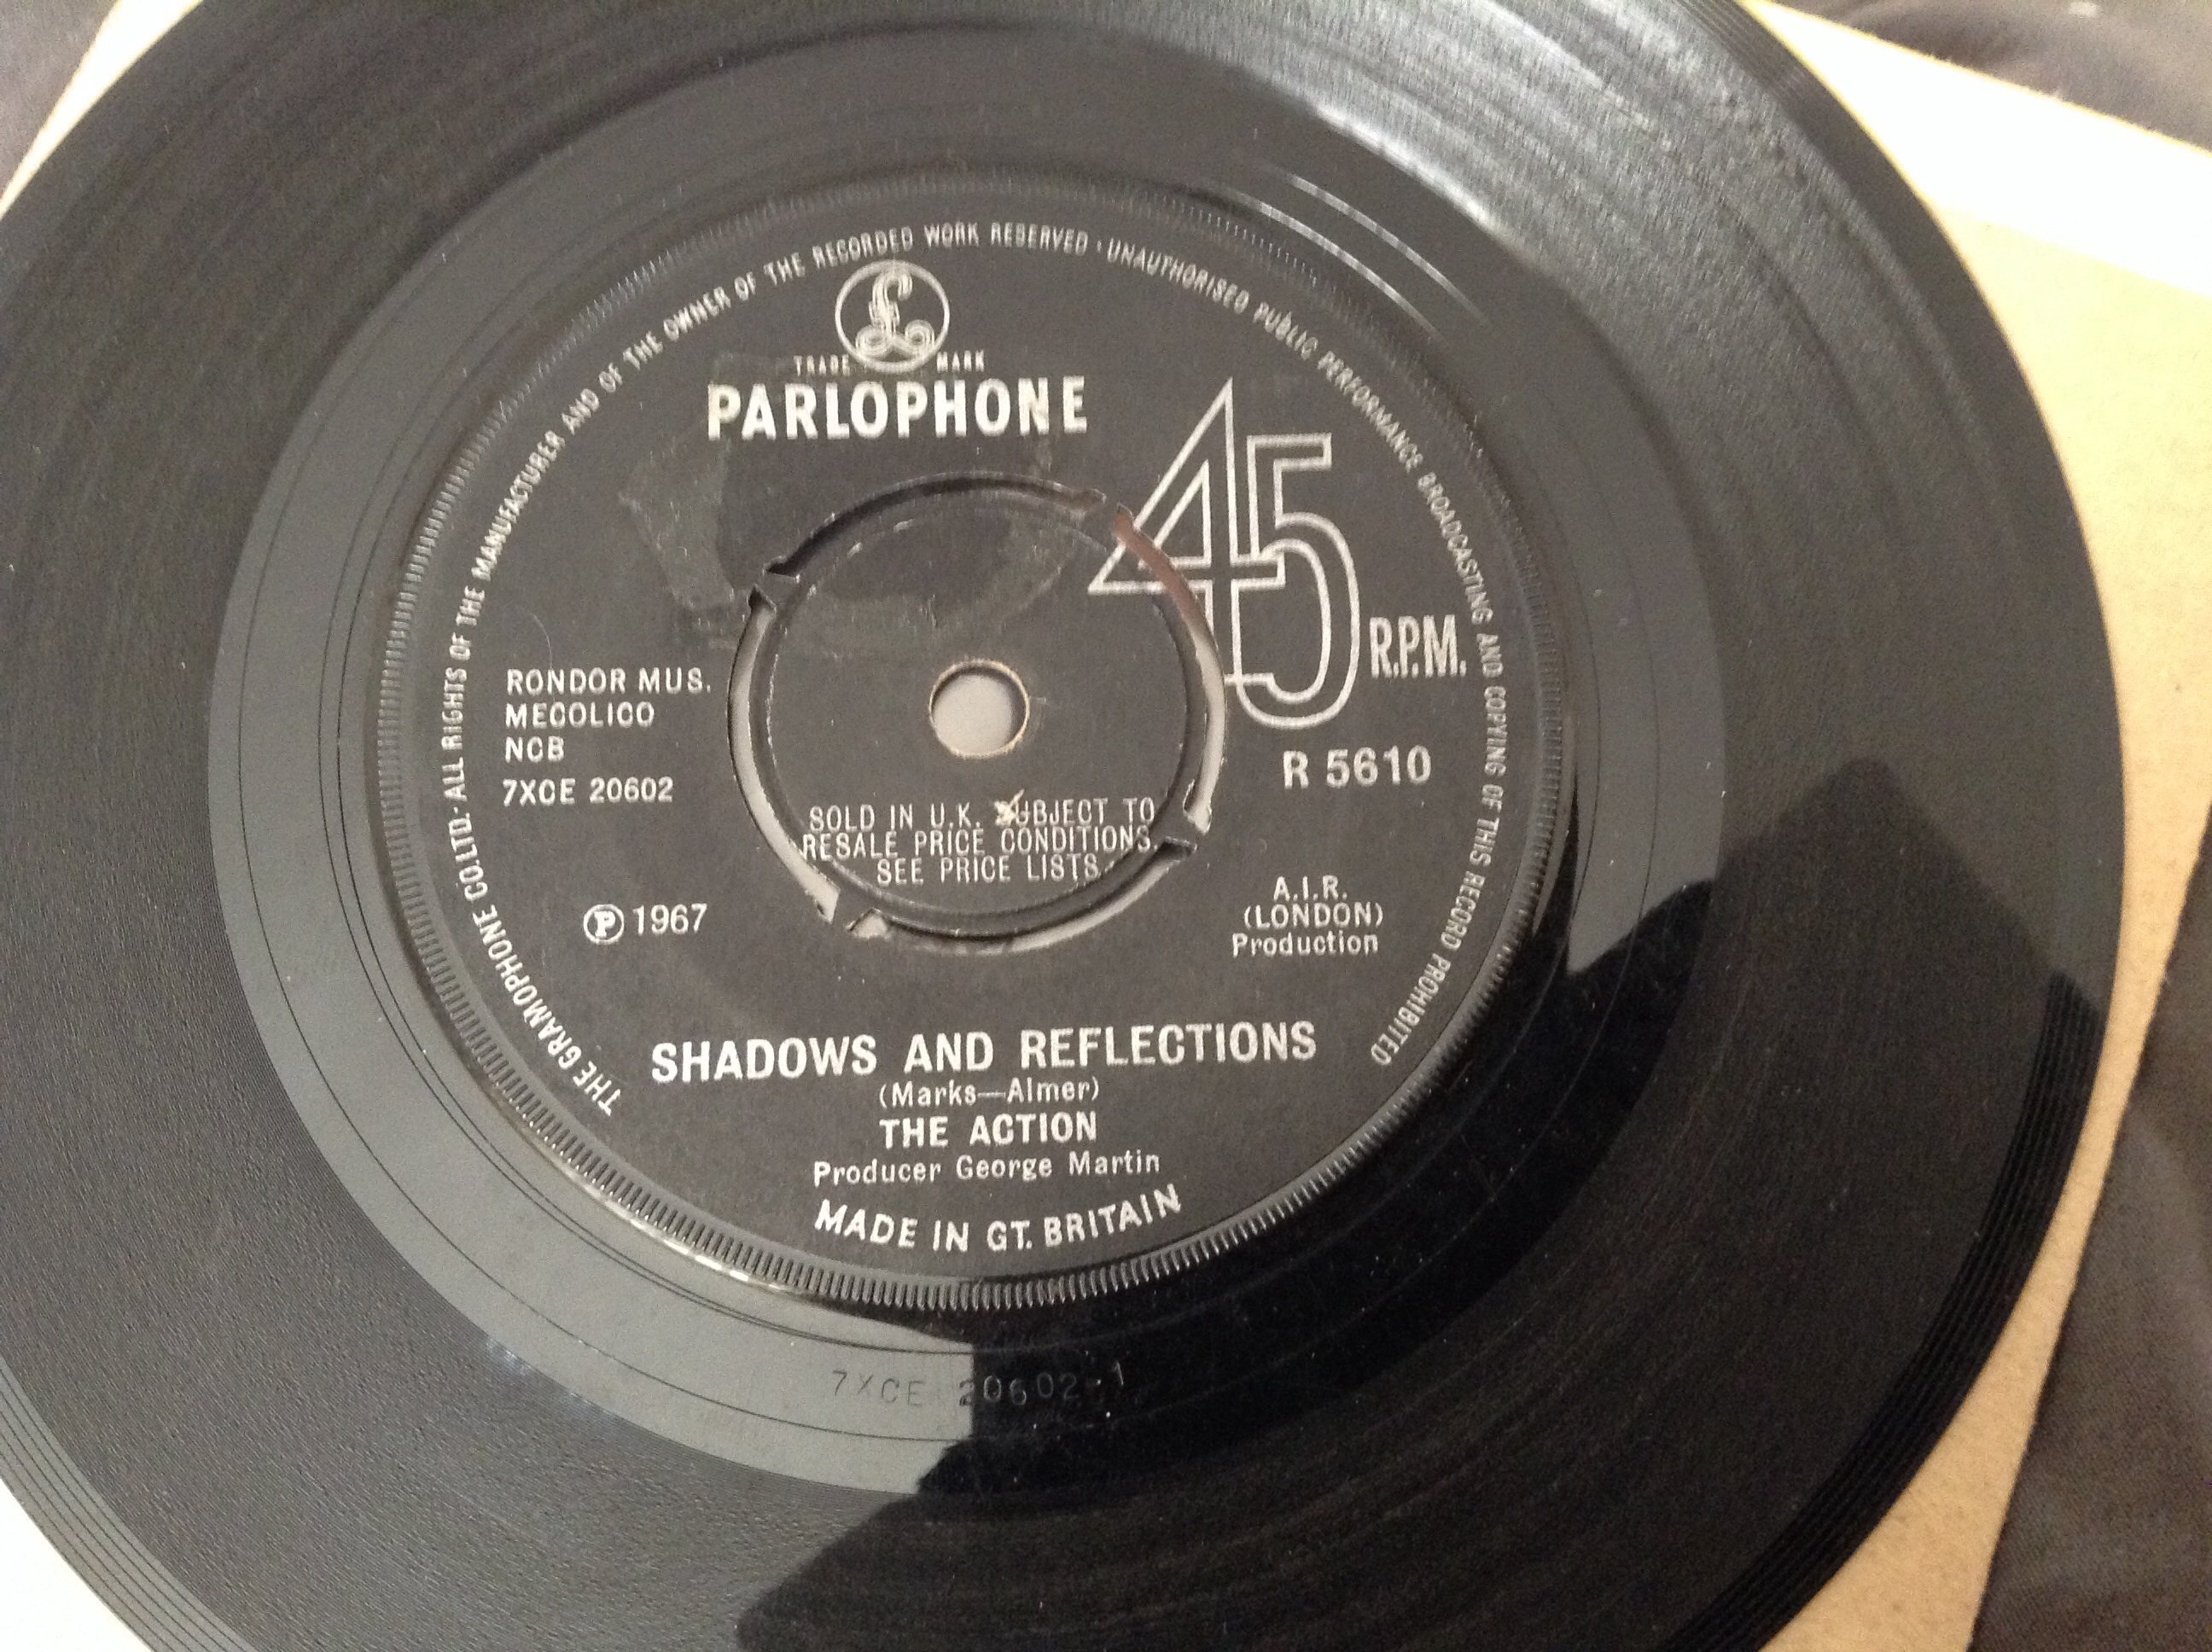 THE GRAMOPHONE CO.LTD.· ALL RIGHTS OF THE MANUFACTURER AND OF THE OWNER OF THE RECORDED WORK RESERVED · UNAUTHORISED PUBLIC PERFORMANCE BROADCASTING AND COPYING OF THIS RECORD PROHIBITED
£
TRADE MARK
PARLOPHONE
45 R.P.M.
RONDOR MUS.
MECOLICO
NCB
7XCE 20602
R 5610
SOLD IN U.K. SUBJECT TO
RESALE PRICE CONDITIONS
SEE PRICE LISTS
Ⓟ 1967
A.I.R.
(LONDON)
Production
SHADOWS AND REFLECTIONS
(Marks—Almer)
THE ACTION
Producer George Martin
MADE IN GT. BRITAIN
7XCE 20602-1